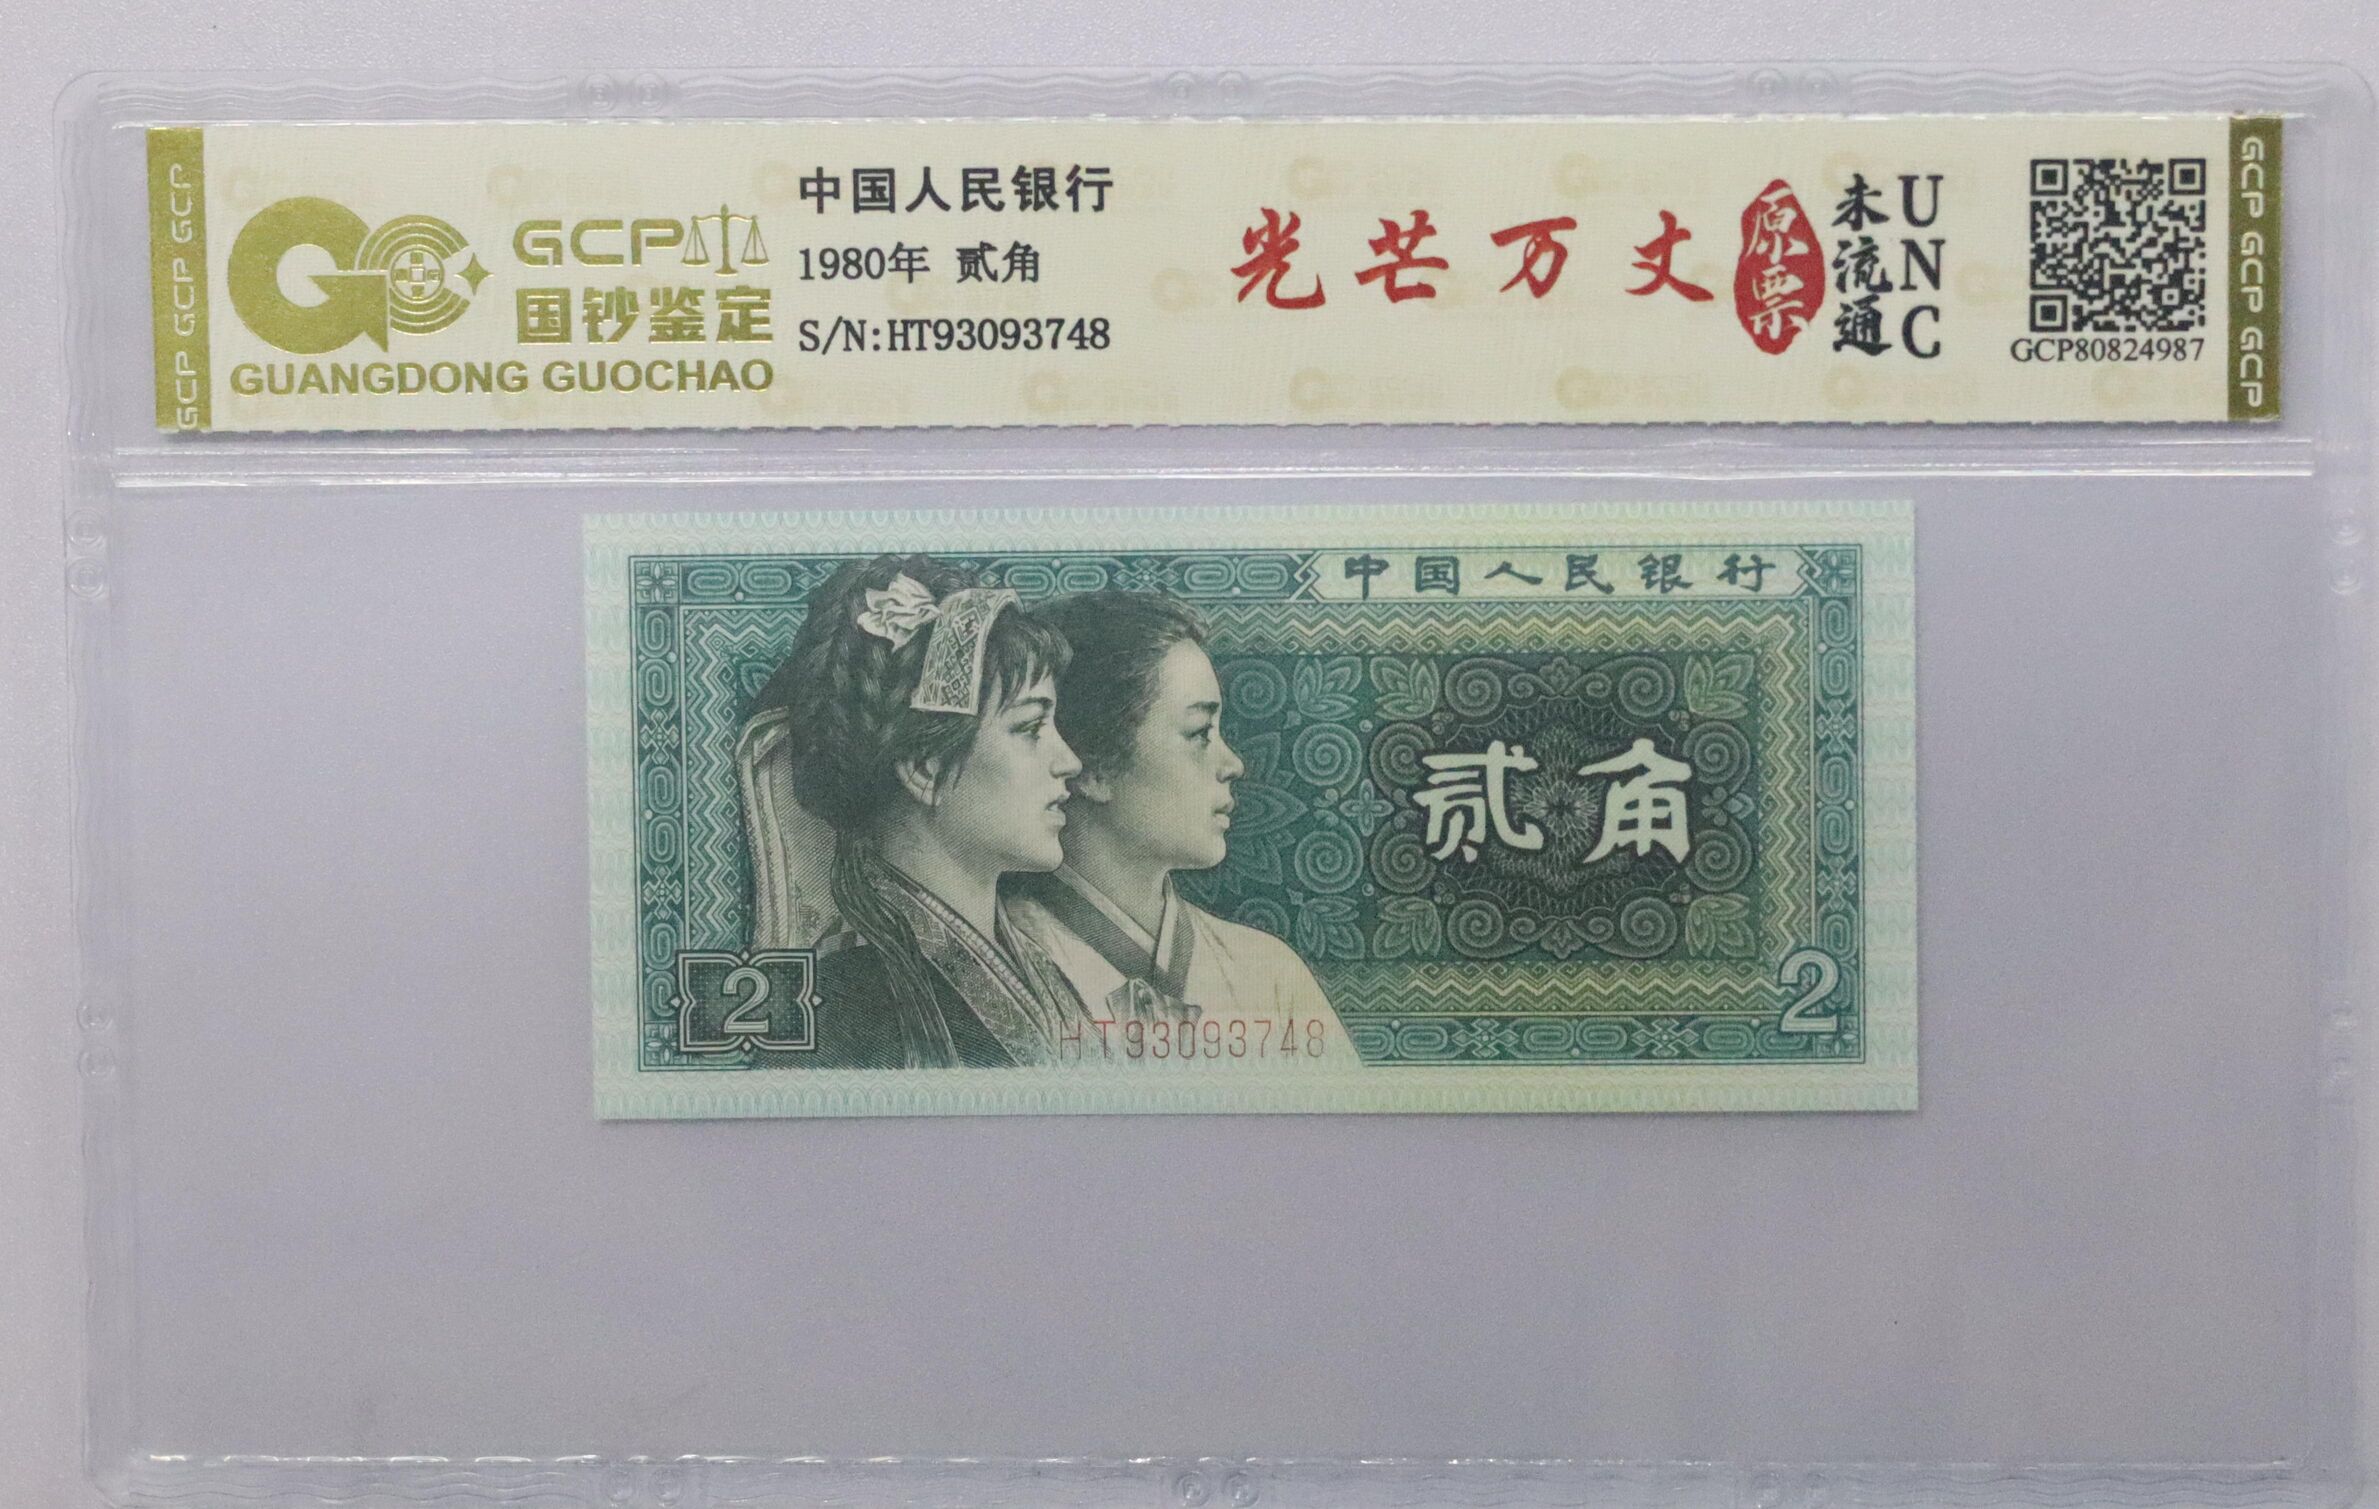 GCP GCP GCP
GCP
国钞鉴定
GUANGDONG GUOCHAO
中国人民银行
1980年 贰角
S/N:HT93093748
光芒万丈
原票
未流通
UNC
GCP80824987
GCP GCP GCP
中国人民银行
贰角
2
2
HT93093748